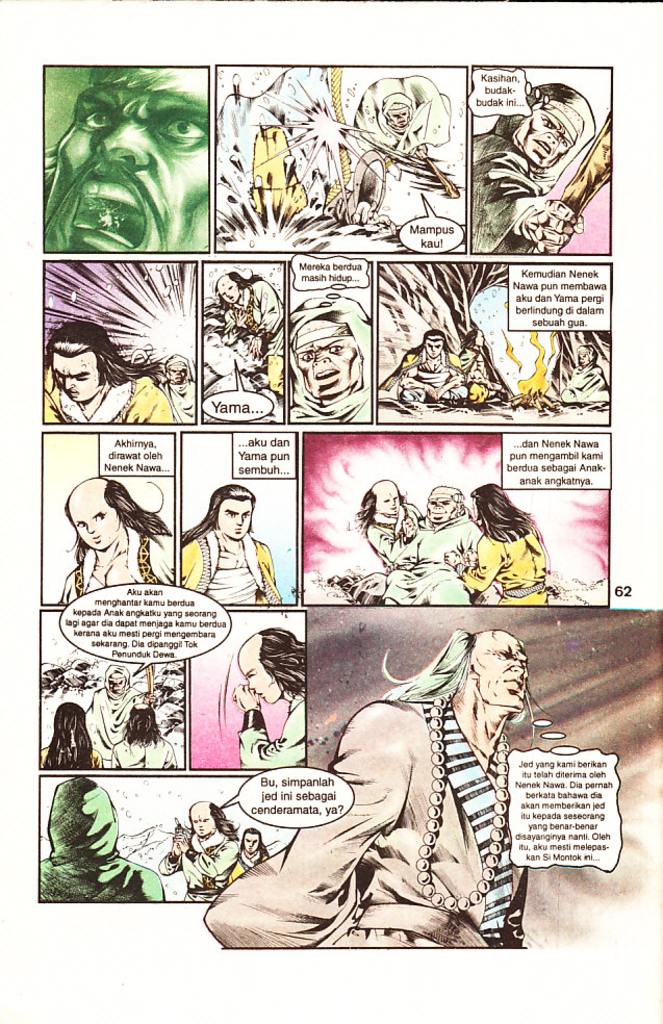 Kasihan,
budak-
budak ini...
Mampus
kau!
Yama...
Mereka berdua
masih hidup...
Kemudian Nenek
Nawa pun membawa
aku dan Yama pergi
berlindung di dalam
sebuah gua.
Akhirnya,
dirawat oleh
Nenek Nawa...
...aku dan
Yama pun
sembuh...
...dan Nenek Nawa
pun mengambil kami
berdua sebagai Anak-
anak angkatnya.
62
Aku akan
menghantar kamu berdua
kepada Anak angkatku yang seorang
lagi agar dia dapat menjaga kamu berdua
kerana aku mesti pergi mengembara
sekarang. Dia dipanggil Tok
Penunduk Dewa.
Bu, simpanlah
jed ini sebagai
cenderamata, ya?
Jed yang kami berikan
itu telah diterima oleh
Nenek Nawa. Dia pernah
berkata bahawa dia
akan memberikan jed
itu kepada seseorang
yang benar-benar
disayanginya nanti. Oleh
itu, aku mesti melepas-
kan Si Montok ini...